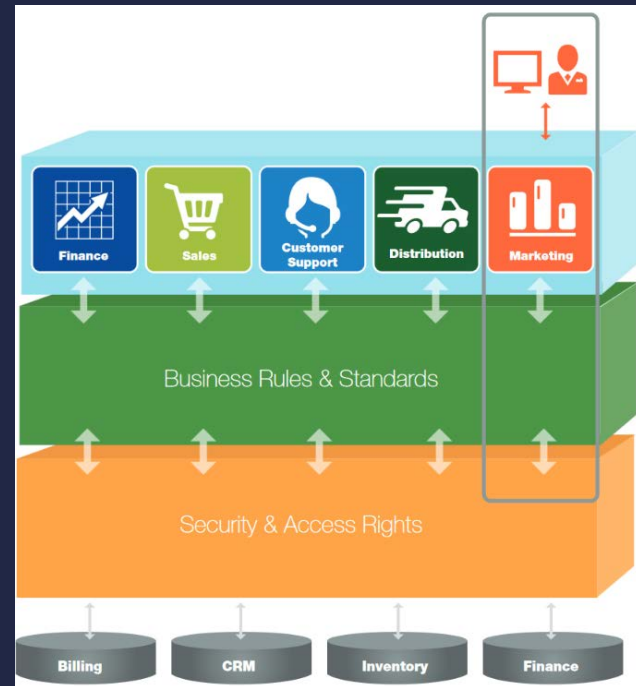 Finance
Sales
Customer
Support
Distribution
Marketing
Business Rules & Standards
Security & Access Rights
Billing
CRM
Inventory
Finance